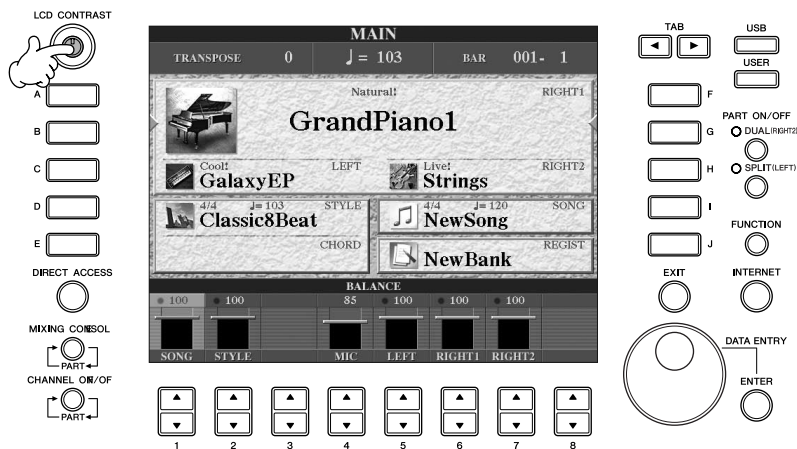 LCD CONTRAST
A
B
C
D
E
DIRECT ACCESS
MIXING CONSOL
PART
CHANNEL ON/OF
PART
MAIN
TRANSPOSE 0 ♩= 103 BAR 001- 1
Natural! RIGHT1
GrandPiano1
Cool! LEFT
GalaxyEP
Live! RIGHT2
Strings
4/4 ♩= 103 STYLE
Classic8Beat
CHORD
4/4 ♩= 120 SONG
NewSong
REGIST
NewBank
BALANCE
100 100 85 100 100 100
SONG STYLE MIC LEFT RIGHT1 RIGHT2
1 2 3 4 5 6 7 8
TAB
USB
USER
F
G
H
I
J
PART ON/OFF
DUAL(RIGHT2)
SPLIT(LEFT)
FUNCTION
EXIT
INTERNET
DATA ENTRY
ENTER